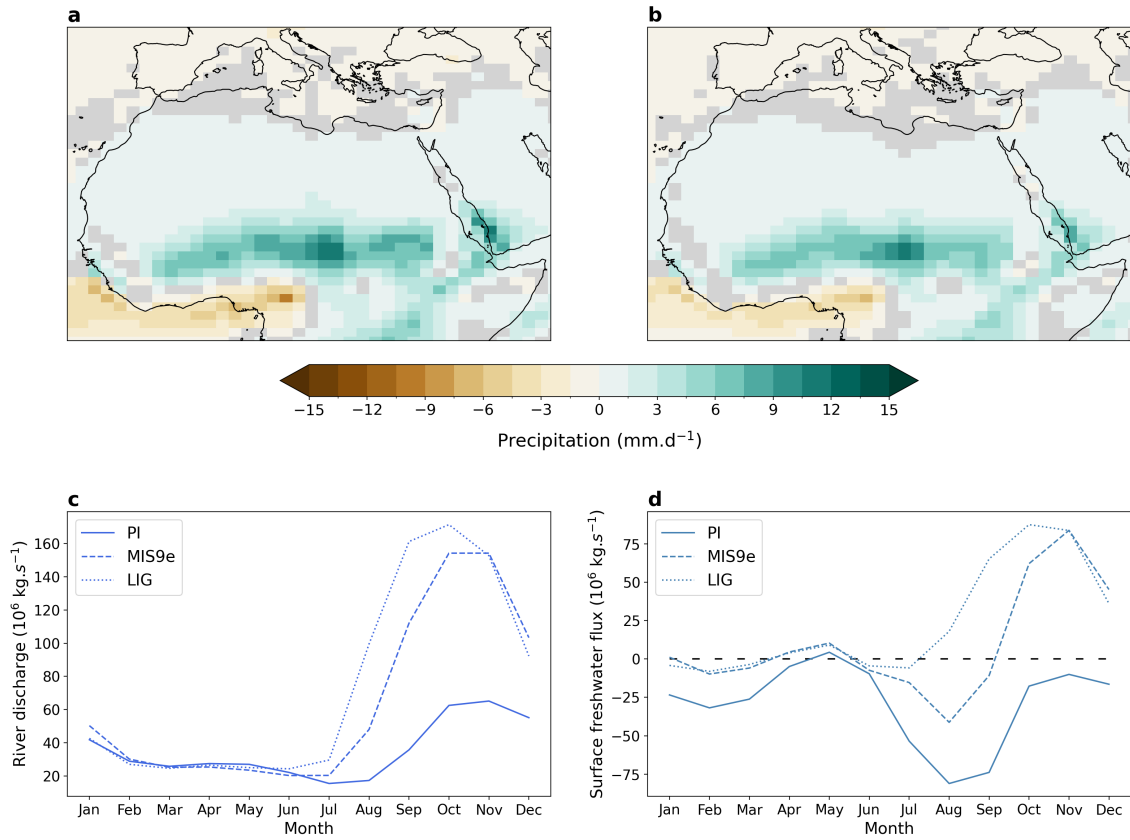 a b
−15 −12 −9 −6 −3 0 3 6 9 12 15
Precipitation (mm.d⁻¹)
c
River discharge (10⁶ kg.s⁻¹)
160
140
120
100
80
60
40
20
PI
MIS9e
LIG
Jan Feb Mar Apr May Jun Jul Aug Sep Oct Nov Dec
Month
d
Surface freshwater flux (10⁶ kg.s⁻¹)
75
50
25
0
−25
−50
−75
PI
MIS9e
LIG
Jan Feb Mar Apr May Jun Jul Aug Sep Oct Nov Dec
Month